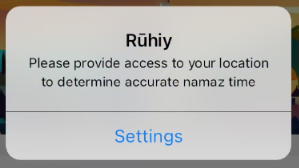 Rūhiy
Please provide access to your location
to determine accurate namaz time
Settings